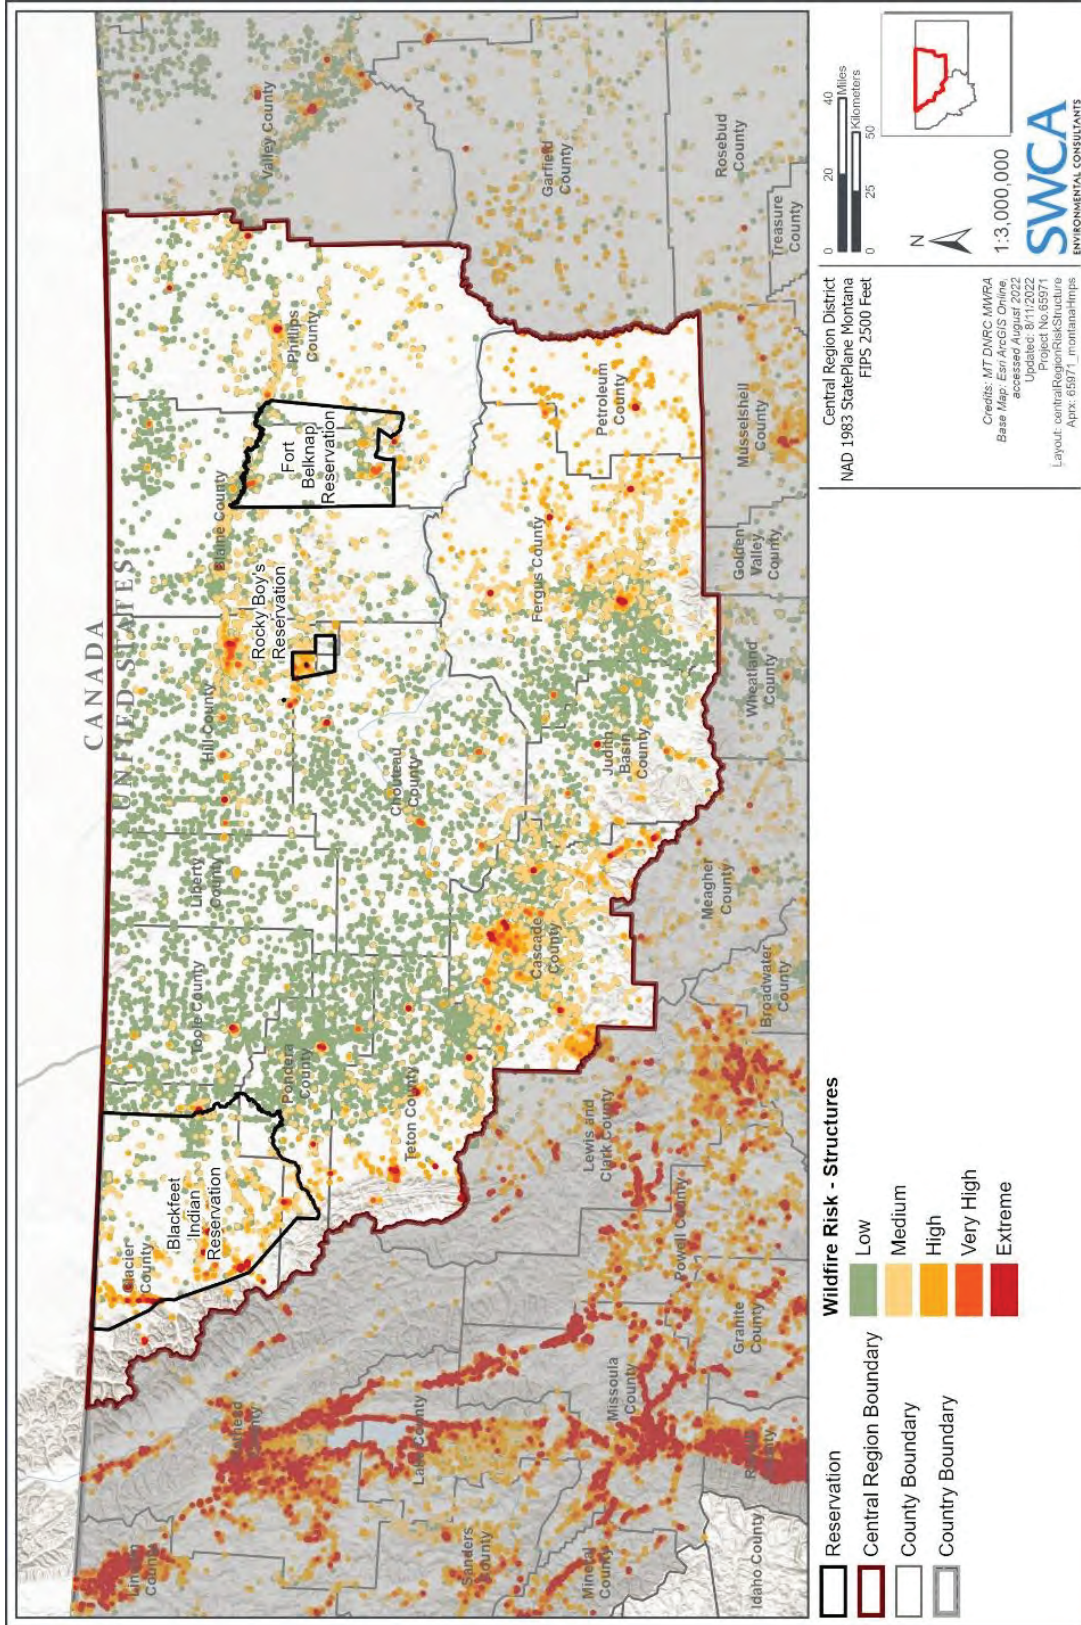 CANADA
UNITED STATES
Glacier
County
Blackfeet
Indian
Reservation
Toole County
Liberty
County
Hill County
Rocky Boy's
Reservation
Blaine County
Fort
Belknap
Reservation
Phillips
County
Valley County
Pondera
County
Teton County
Chouteau
County
Cascade
County
Judith
Basin
County
Fergus County
Petroleum
County
Garfield
County
Rosebud
County
Treasure
County
Musselshell
County
Golden
Valley
County
Wheatland
County
Meagher
County
Broadwater
County
Lewis and
Clark County
Powell County
Granite
County
Missoula
County
Lake County
County
Lincoln
County
Sanders
County
Mineral
County
County
Idaho County
Reservation
Central Region Boundary
County Boundary
Country Boundary
Wildfire Risk - Structures
Low
Medium
High
Very High
Extreme
Central Region District
NAD 1983 StatePlane Montana
FIPS 2500 Feet
Credits: MT DNRC MWRA
Base Map: Esri ArcGIS Online,
accessed August 2022
Updated: 8/11/2022
Project No.65971
Layout: centralRegionRiskStructure
Aprx: 65971_montanaHmps
0 20 40
Miles
Kilometers
0 25 50
N
1:3,000,000
SWCA
ENVIRONMENTAL CONSULTANTS